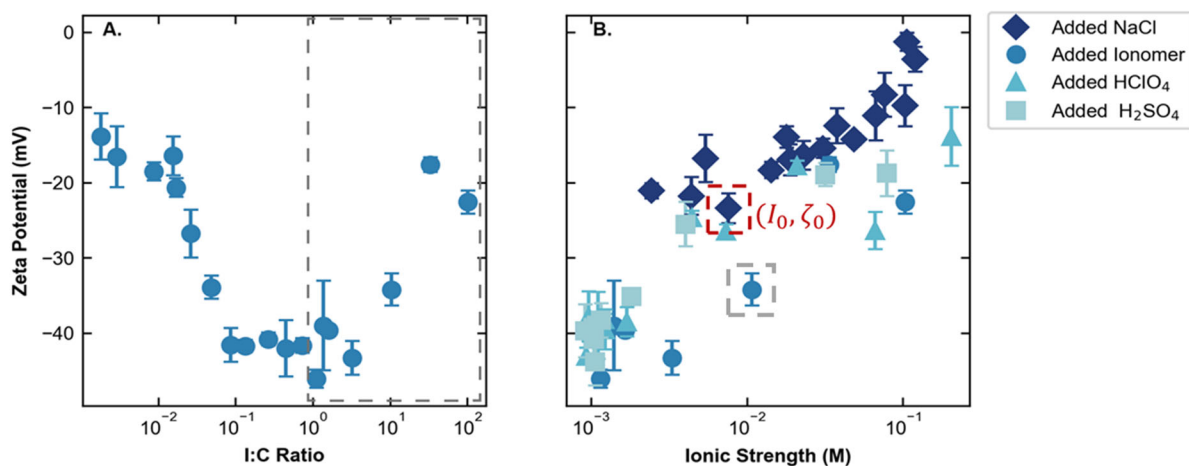 A.
Zeta Potential (mV)
0
−10
−20
−30
−40
10⁻²
10⁻¹
10⁰
10¹
10²
I:C Ratio
B.
(I₀, ζ₀)
10⁻³
10⁻²
10⁻¹
Ionic Strength (M)
Added NaCl
Added Ionomer
Added HClO₄
Added H₂SO₄